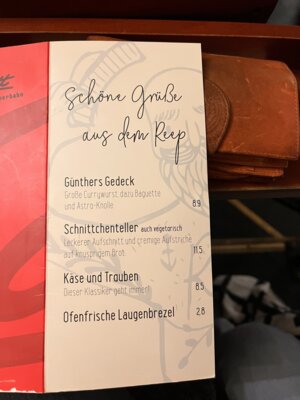 Schöne Grüße
aus dem Reep
Günthers Gedeck
Große Currywurst, dazu Baguette
und Astra-Knolle
8.9
Schnittchenteller auch vegetarisch
Leckerer Aufschnitt und cremige Aufstriche
auf knusprigem Brot
11.5
Käse und Trauben
Dieser Klassiker geht immer!
8.5
Ofenfrische Laugenbrezel
2.8